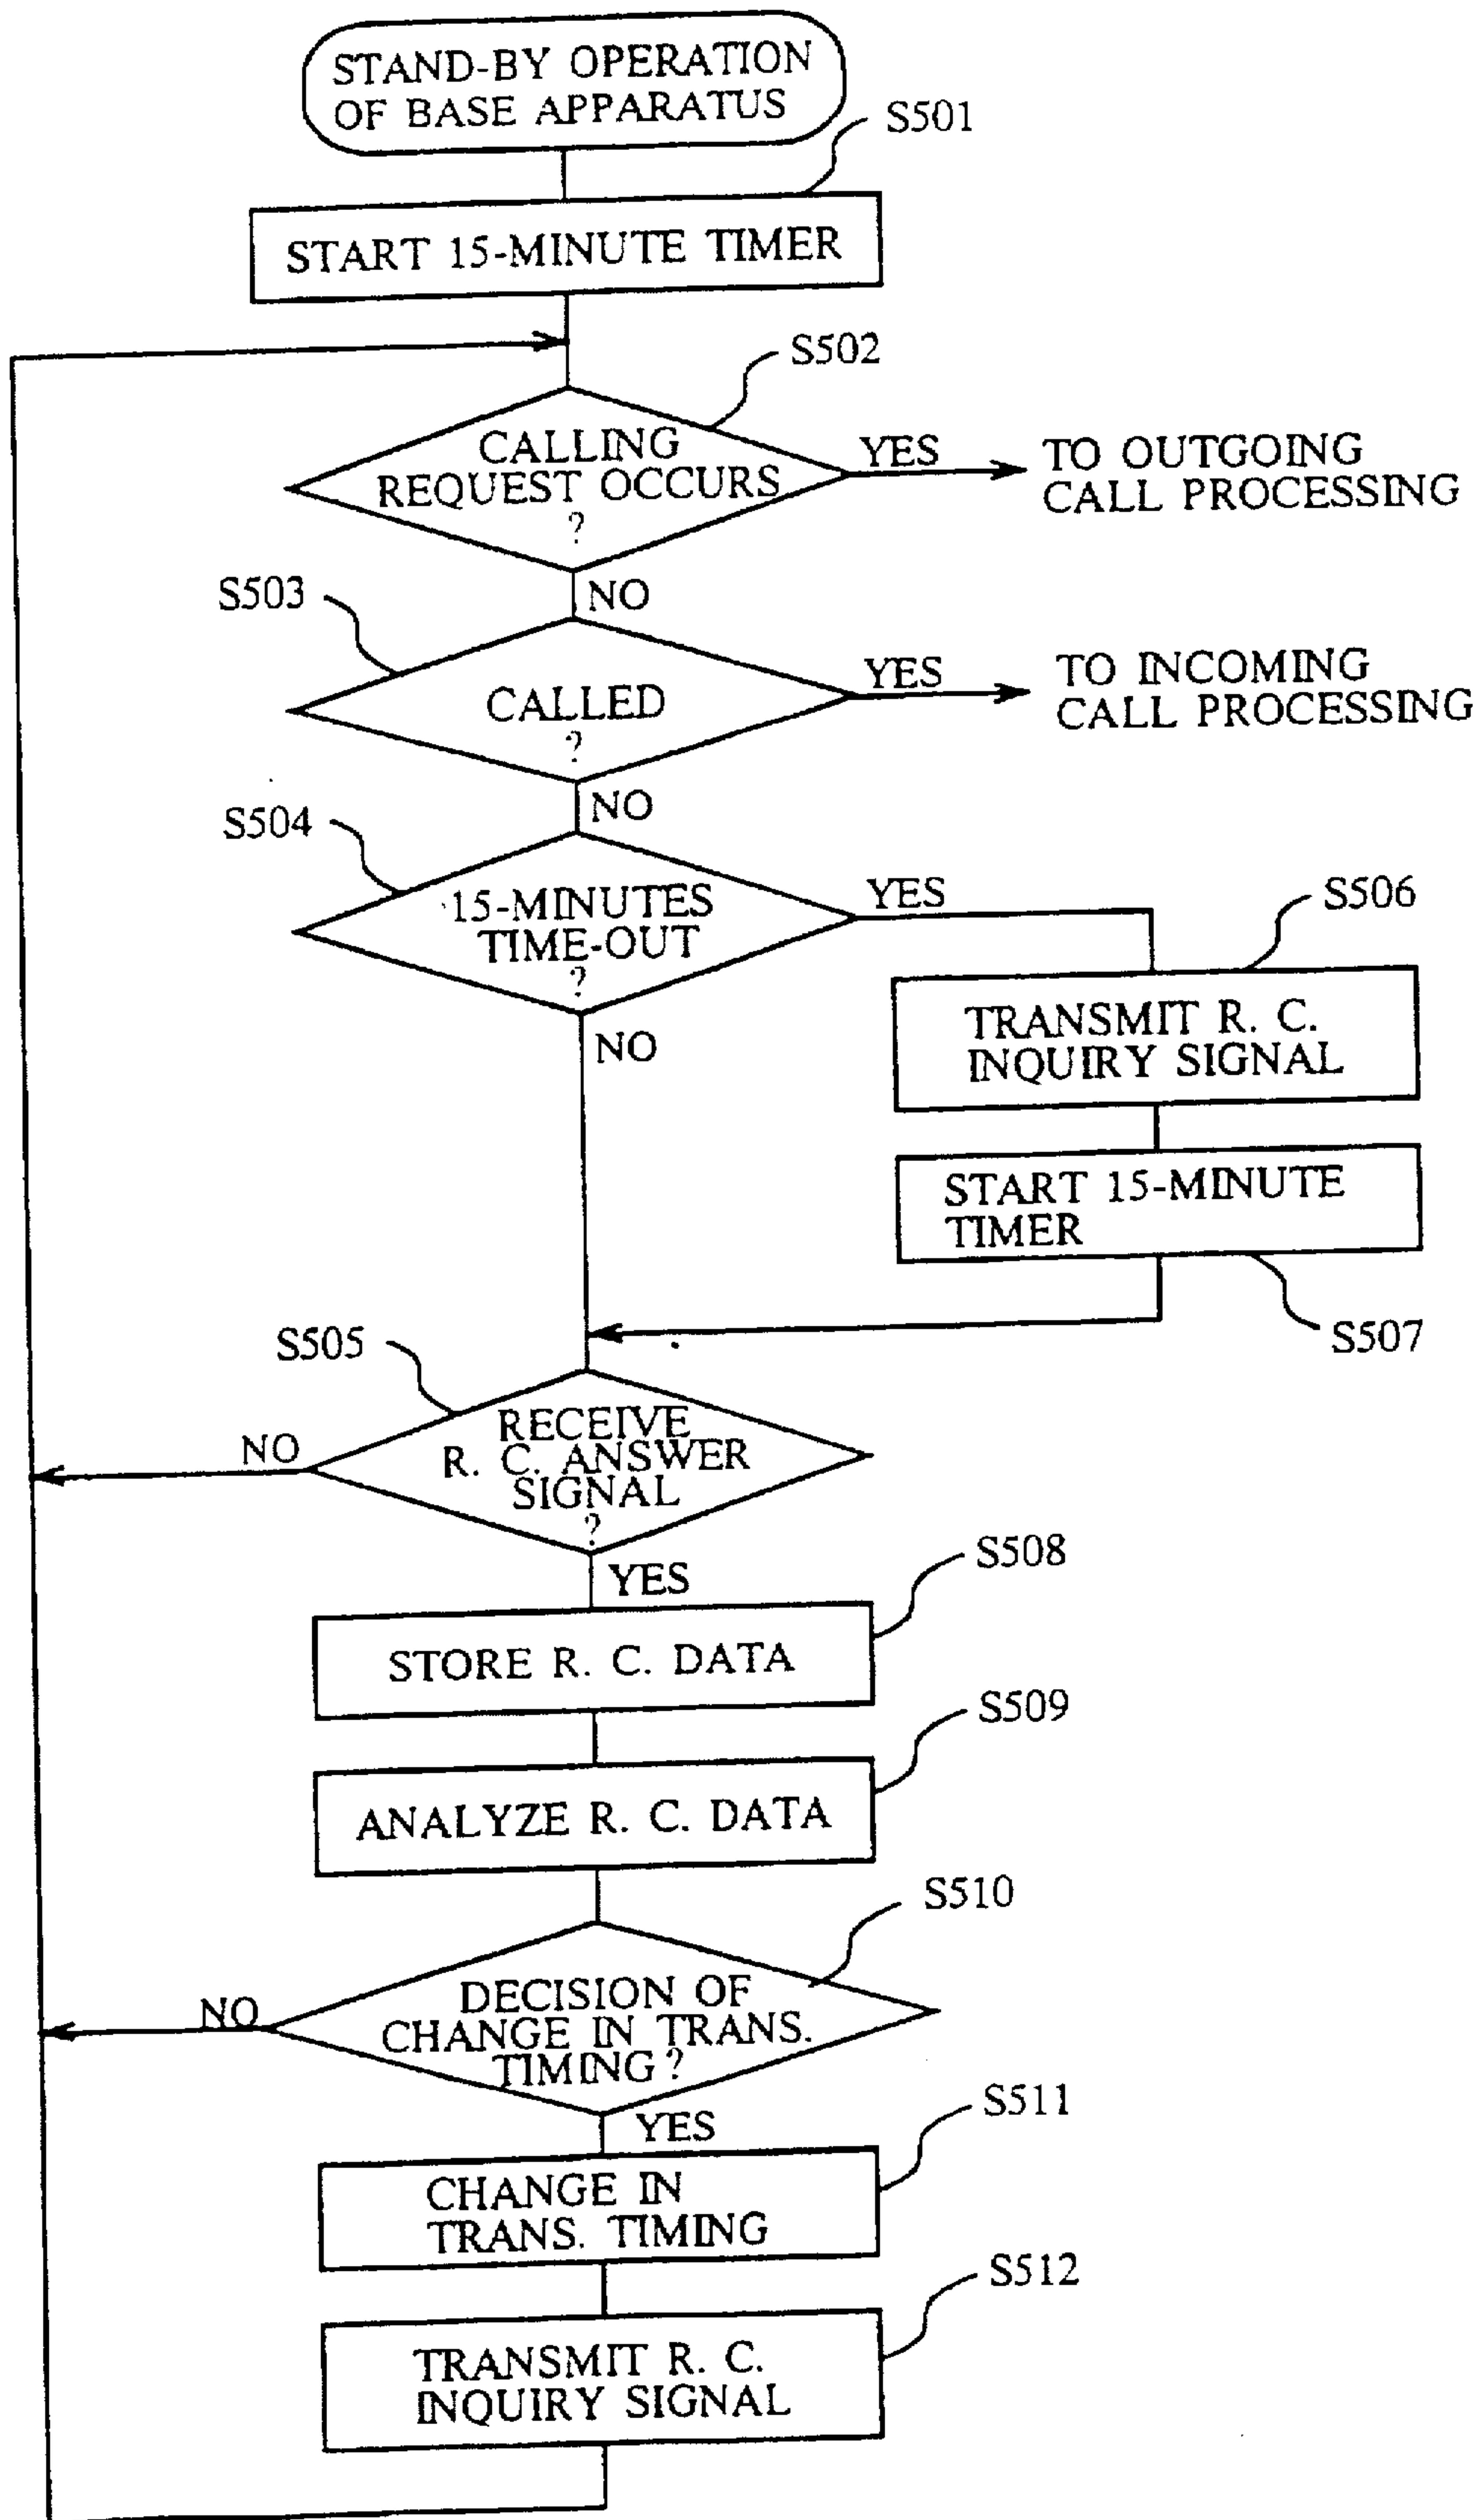 STAND-BY OPERATION
OF BASE APPARATUS
S501
START 15-MINUTE TIMER
S502
CALLING
REQUEST OCCURS
?
YES
TO OUTGOING
CALL PROCESSING
NO
S503
CALLED
?
YES
TO INCOMING
CALL PROCESSING
NO
S504
15-MINUTES
TIME-OUT
?
YES
NO
S506
TRANSMIT R. C.
INQUIRY SIGNAL
START 15-MINUTE
TIMER
S507
S505
RECEIVE
R. C. ANSWER
SIGNAL
?
NO
YES
S508
STORE R. C. DATA
S509
ANALYZE R. C. DATA
S510
DECISION OF
CHANGE IN TRANS.
TIMING ?
NO
YES
S511
CHANGE IN
TRANS. TIMING
S512
TRANSMIT R. C.
INQUIRY SIGNAL